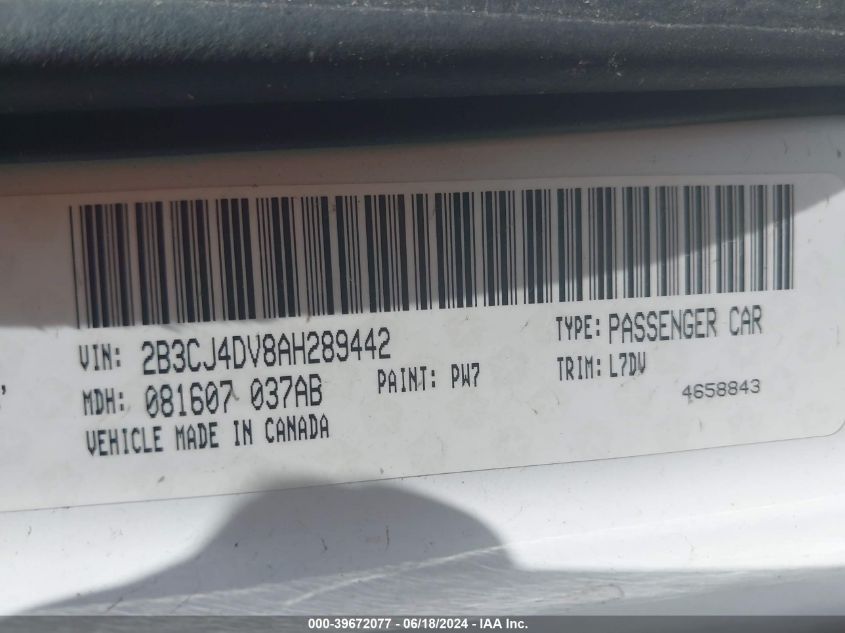 VIN: 2B3CJ4DV8AH289442
TYPE: PASSENGER CAR
MDH: 081607 037AB
PAINT: PW7
TRIM: L7DV
4658843
VEHICLE MADE IN CANADA
000-39672077 - 06/18/2024 - IAA Inc.